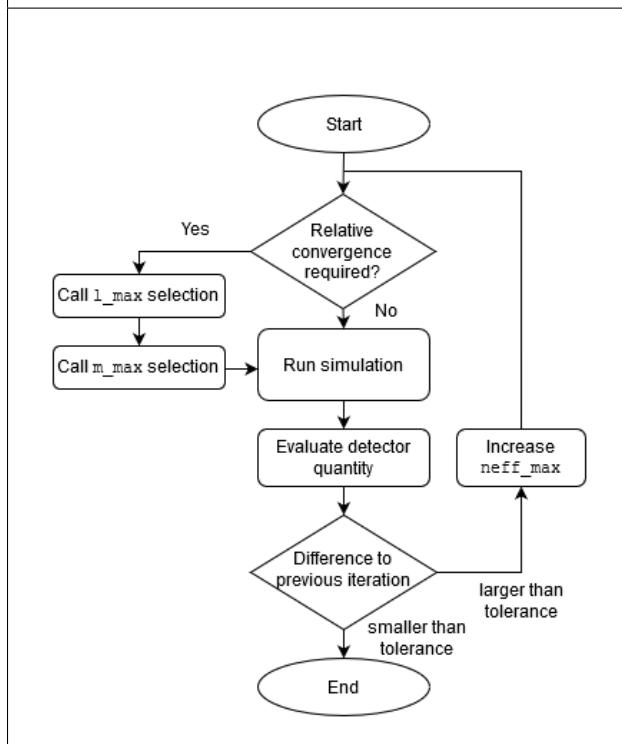 Start
Relative
convergence
required?
Yes
No
Call l_max selection
Call m_max selection
Run simulation
Evaluate detector
quantity
Increase
neff_max
Difference to
previous iteration
larger than
tolerance
smaller than
tolerance
End